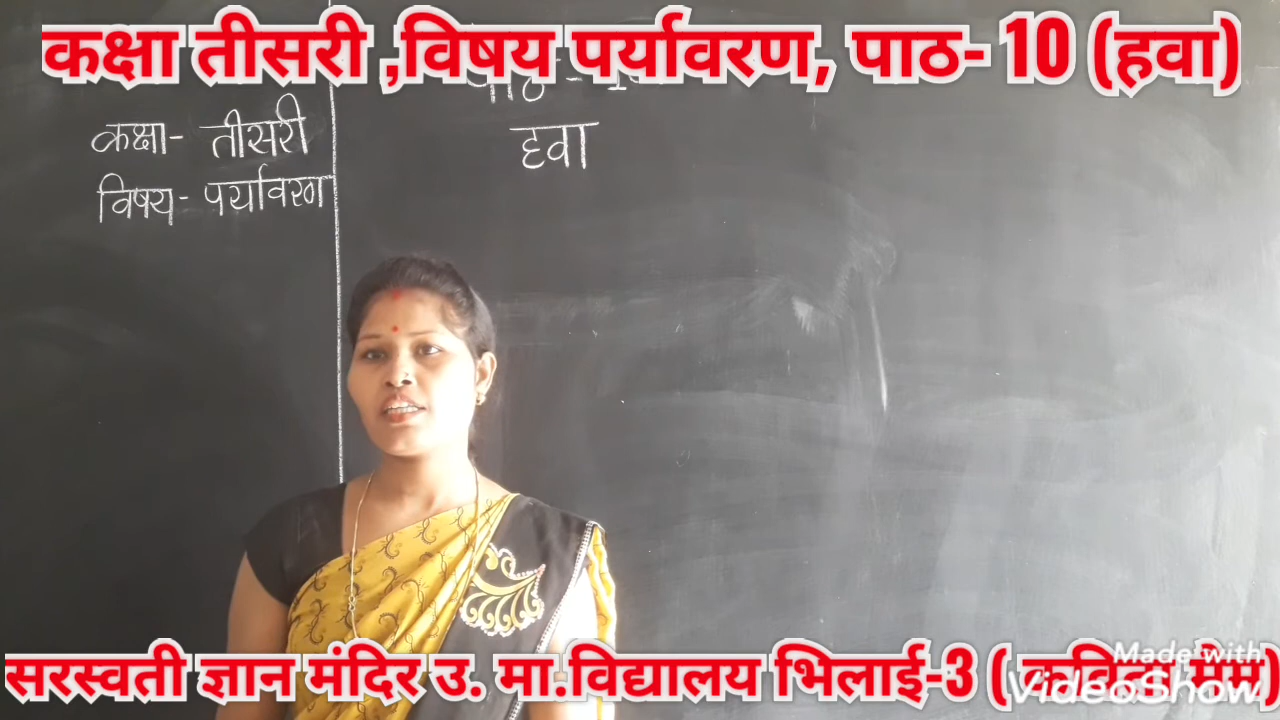 कक्षा तीसरी ,विषय पर्यावरण, पाठ- 10 (हवा)
पाठ - 10
हवा
कक्षा- तीसरी
विषय- पर्यावरण
सरस्वती ज्ञान मंदिर उ. मा.विद्यालय भिलाई-3 ( मेम)
Made with
VideoShow